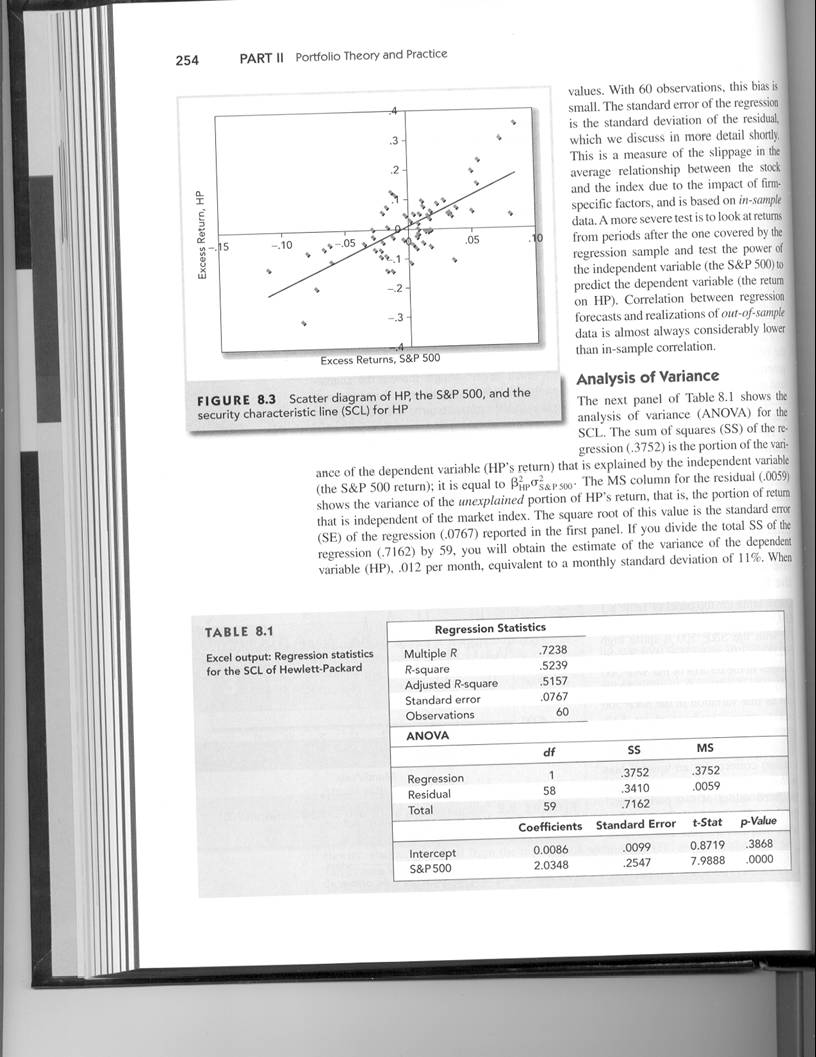 254 PART II Portfolio Theory and Practice
.4
.3
.2
.1
0
-.15
-.10
-.05
0
.05
.10
-.1
-.2
-.3
-.4
Excess Return, HP
Excess Returns, S&P 500
FIGURE 8.3 Scatter diagram of HP, the S&P 500, and the
security characteristic line (SCL) for HP
values. With 60 observations, this bias is
small. The standard error of the regression
is the standard deviation of the residual,
which we discuss in more detail shortly.
This is a measure of the slippage in the
average relationship between the stock
and the index due to the impact of firm-
specific factors, and is based on in-sample
data. A more severe test is to look at returns
from periods after the one covered by the
regression sample and test the power of
the independent variable (the S&P 500) to
predict the dependent variable (the return
on HP). Correlation between regression
forecasts and realizations of out-of-sample
data is almost always considerably lower
than in-sample correlation.
Analysis of Variance
The next panel of Table 8.1 shows the
analysis of variance (ANOVA) for the
SCL. The sum of squares (SS) of the re-
gression (.3752) is the portion of the vari-
ance of the dependent variable (HP's return) that is explained by the independent variable
(the S&P 500 return); it is equal to β²HPσ²S&P 500. The MS column for the residual (.0059)
shows the variance of the unexplained portion of HP's return, that is, the portion of return
that is independent of the market index. The square root of this value is the standard error
(SE) of the regression (.0767) reported in the first panel. If you divide the total SS of the
regression (.7162) by 59, you will obtain the estimate of the variance of the dependent
variable (HP), .012 per month, equivalent to a monthly standard deviation of 11%. When
TABLE 8.1
Excel output: Regression statistics
for the SCL of Hewlett-Packard
Regression Statistics
Multiple R .7238
R-square .5239
Adjusted R-square .5157
Standard error .0767
Observations 60
ANOVA
df SS MS
Regression 1 .3752 .3752
Residual 58 .3410 .0059
Total 59 .7162
Coefficients Standard Error t-Stat p-Value
Intercept 0.0086 .0099 0.8719 .3868
S&P500 2.0348 .2547 7.9888 .0000